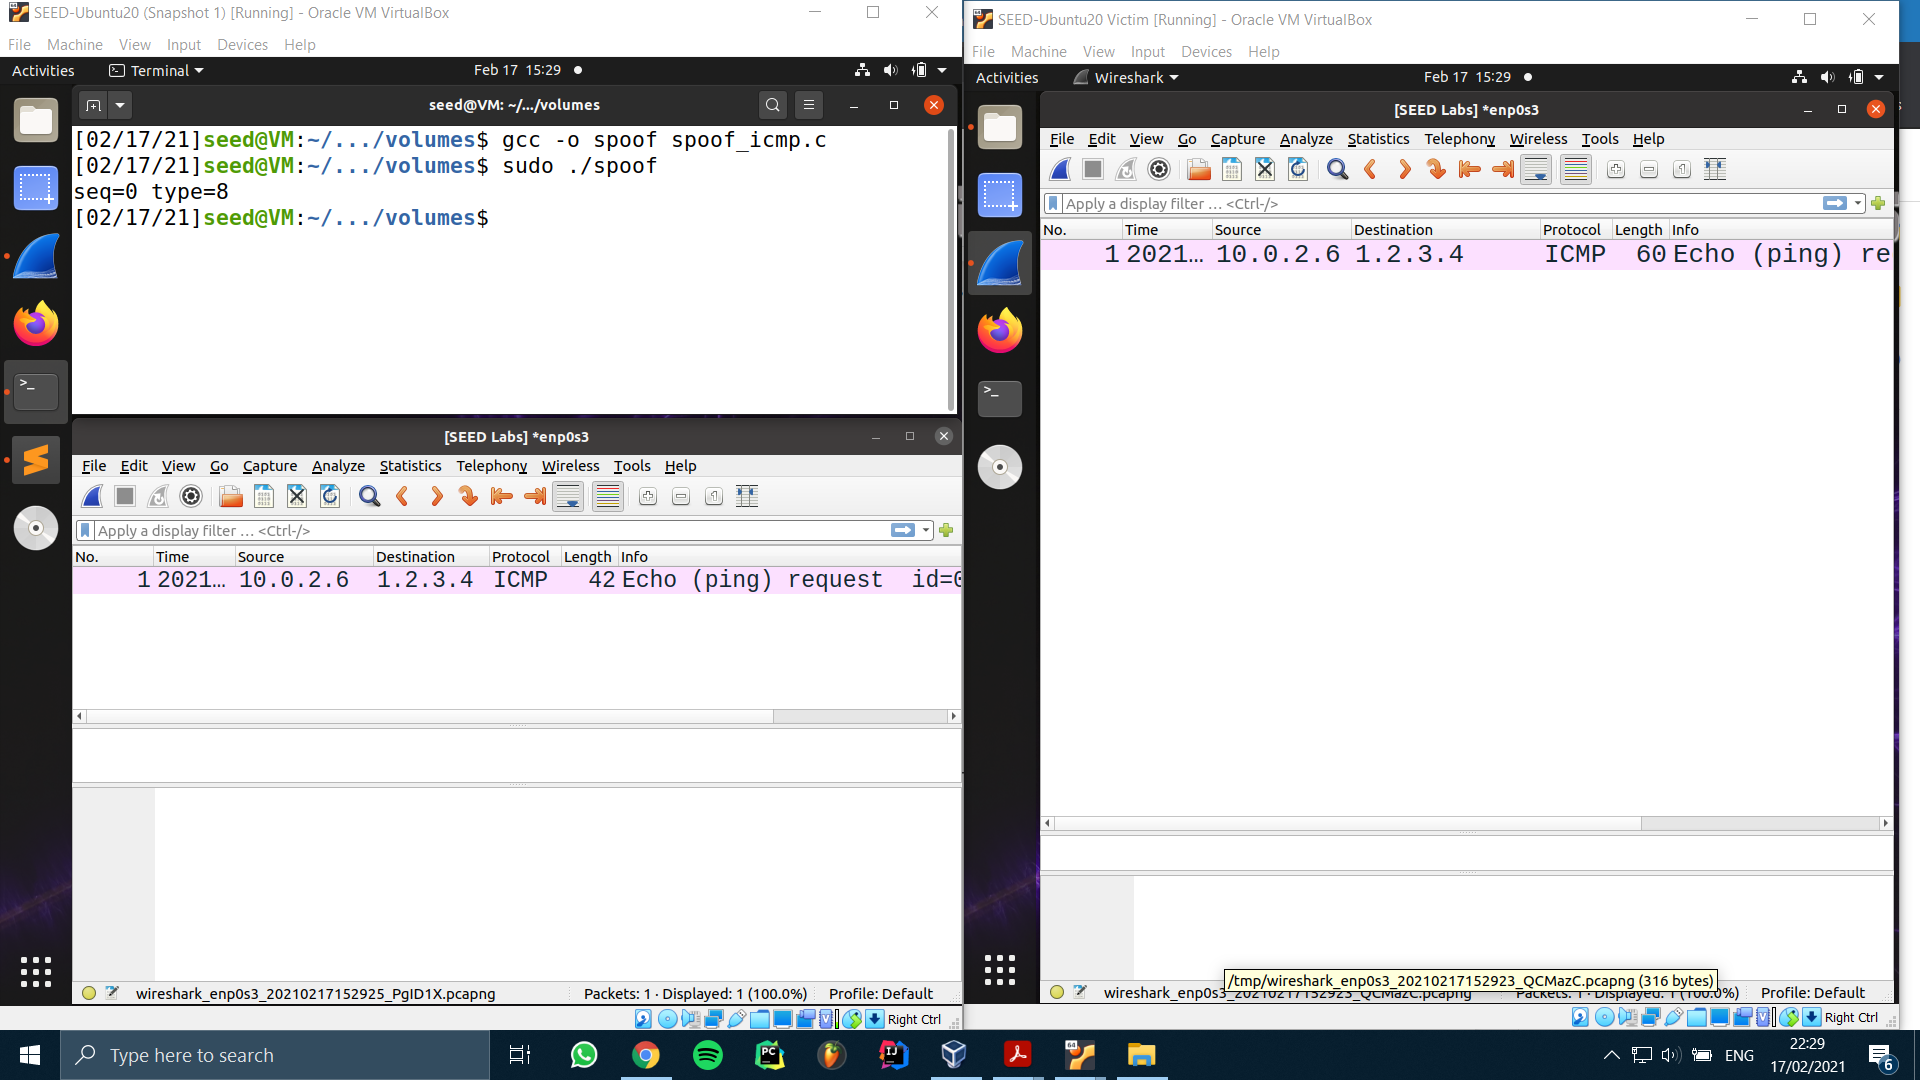 SEED-Ubuntu20 (Snapshot 1) [Running] - Oracle VM VirtualBox
File Machine View Input Devices Help
Activities Terminal Feb 17 15:29
seed@VM: ~/.../volumes
[02/17/21]seed@VM:~/.../volumes$ gcc -o spoof spoof_icmp.c
[02/17/21]seed@VM:~/.../volumes$ sudo ./spoof
seq=0 type=8
[02/17/21]seed@VM:~/.../volumes$
[SEED Labs] *enp0s3
File Edit View Go Capture Analyze Statistics Telephony Wireless Tools Help
Apply a display filter … <Ctrl-/>
No. Time Source Destination Protocol Length Info
1 2021… 10.0.2.6 1.2.3.4 ICMP 42 Echo (ping) request id=0
wireshark_enp0s3_20210217152925_PgID1X.pcapng Packets: 1 · Displayed: 1 (100.0%) Profile: Default
Right Ctrl
SEED-Ubuntu20 Victim [Running] - Oracle VM VirtualBox
File Machine View Input Devices Help
Activities Wireshark Feb 17 15:29
[SEED Labs] *enp0s3
File Edit View Go Capture Analyze Statistics Telephony Wireless Tools Help
Apply a display filter … <Ctrl-/>
No. Time Source Destination Protocol Length Info
1 2021… 10.0.2.6 1.2.3.4 ICMP 60 Echo (ping) re
/tmp/wireshark_enp0s3_20210217152923_QCMazC.pcapng (316 bytes)
wireshark_enp0s3_20210217152923_QCMazC.pcapng Packets: 1 · Displayed: 1 (100.0%) Profile: Default
Right Ctrl
Type here to search
ENG
22:29
17/02/2021
6